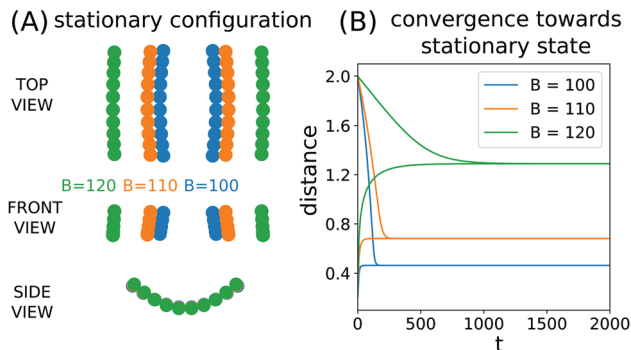 (A) stationary configuration
TOP
VIEW
B=120 B=110 B=100
FRONT
VIEW
SIDE
VIEW
(B) convergence towards
stationary state
distance
2.0
1.6
1.2
0.8
0.4
B = 100
B = 110
B = 120
0 500 1000 1500 2000
t